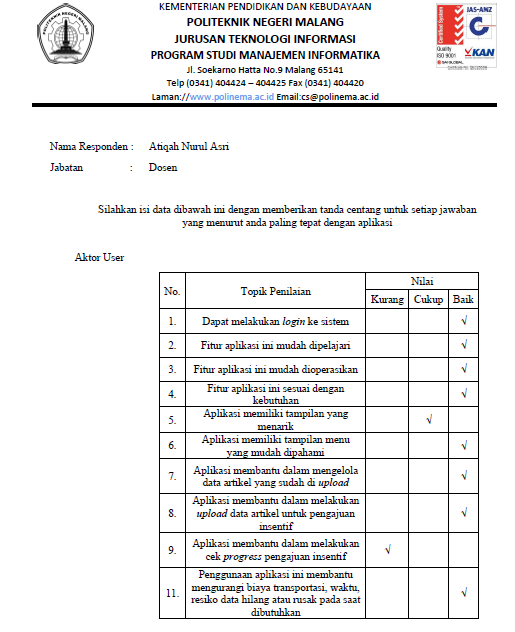 KEMENTERIAN PENDIDIKAN DAN KEBUDAYAAN
POLITEKNIK NEGERI MALANG
JURUSAN TEKNOLOGI INFORMASI
PROGRAM STUDI MANAJEMEN INFORMATIKA
Jl. Soekarno Hatta No.9 Malang 65141
Telp (0341) 404424 – 404425 Fax (0341) 404420
Laman://www.polinema.ac.id Email:cs@polinema.ac.id
JAS-ANZ
Certified System
Quality
ISO 9001
SAI GLOBAL
KAN
Nama Responden : Atiqah Nurul Asri
Jabatan : Dosen
Silahkan isi data dibawah ini dengan memberikan tanda centang untuk setiap jawaban
yang menurut anda paling tepat dengan aplikasi
Aktor User
No. Topik Penilaian Nilai
Kurang Cukup Baik
1. Dapat melakukan login ke sistem √
2. Fitur aplikasi ini mudah dipelajari √
3. Fitur aplikasi ini mudah dioperasikan √
4. Fitur aplikasi ini sesuai dengan
kebutuhan √
5. Aplikasi memiliki tampilan yang
menarik √
6. Aplikasi memiliki tampilan menu
yang mudah dipahami √
7. Aplikasi membantu dalam mengelola
data artikel yang sudah di upload √
8. Aplikasi membantu dalam melakukan
upload data artikel untuk pengajuan
insentif √
9. Aplikasi membantu dalam melakukan
cek progress pengajuan insentif √
11. Penggunaan aplikasi ini membantu
mengurangi biaya transportasi, waktu,
resiko data hilang atau rusak pada saat
dibutuhkan √